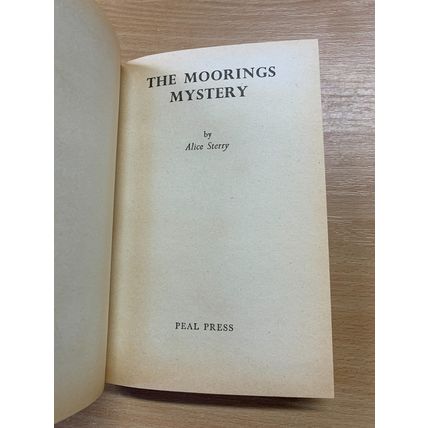 THE MOORINGS
MYSTERY
by
Alice Sterry
PEAL PRESS